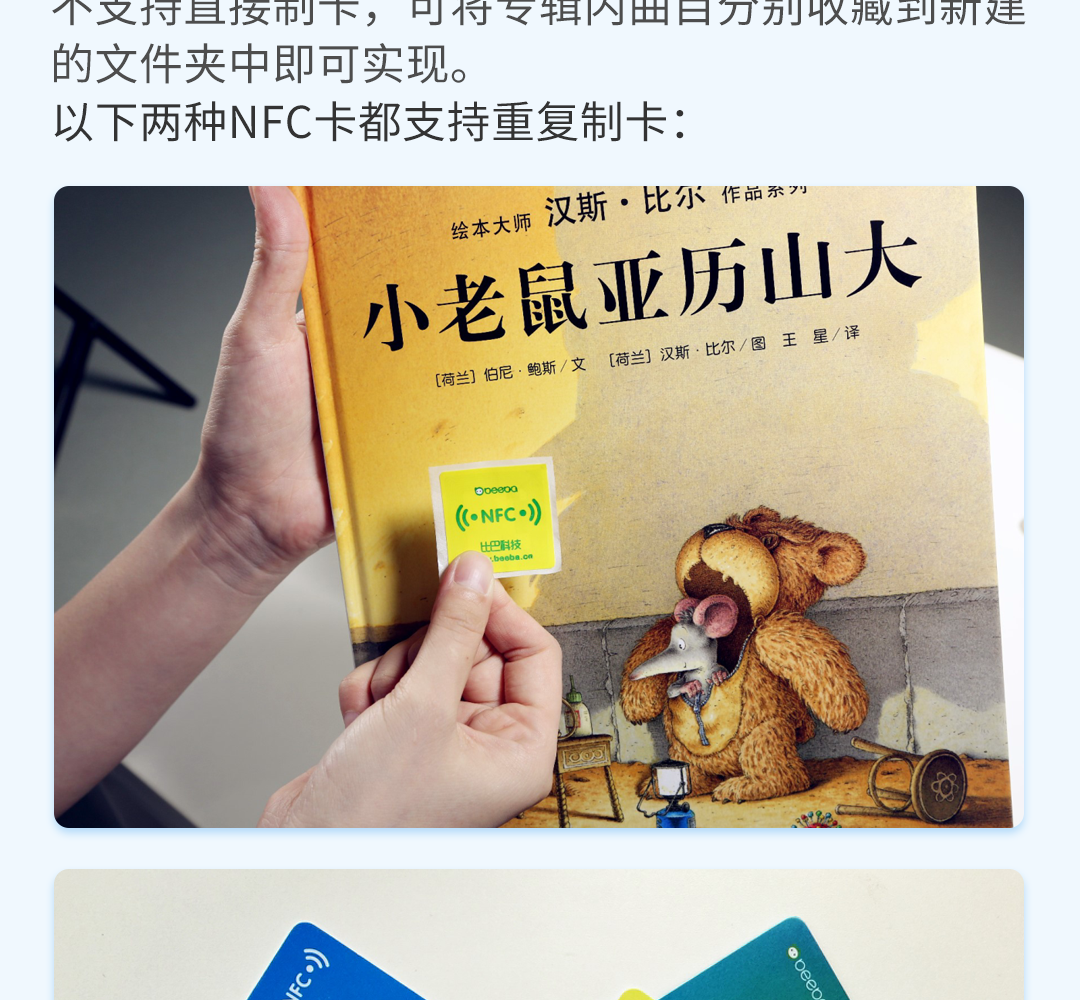 不支持直接制卡，可将专辑内曲目分别收藏到新建
的文件夹中即可实现。
以下两种NFC卡都支持重复制卡：
绘本大师 汉斯·比尔 作品系列
小老鼠亚历山大
[荷兰] 伯尼·鲍斯/文 [荷兰] 汉斯·比尔/图 王 星/译
NFC
比巴科技
.beeba.cn
NFC
beeba